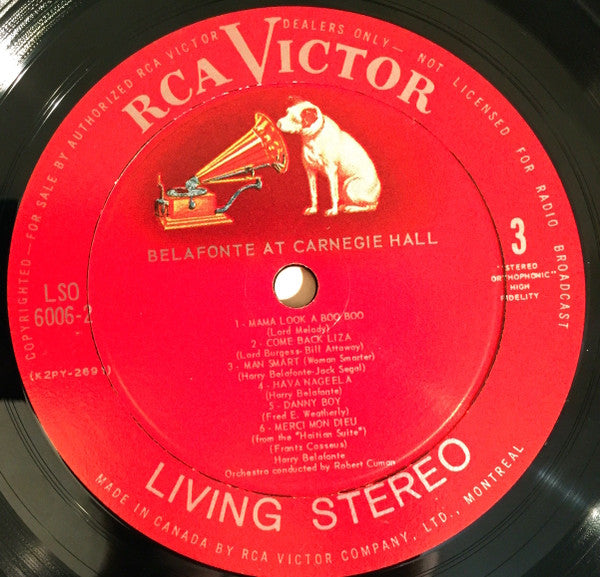 COPYRIGHTED—FOR SALE BY AUTHORIZED RCA VICTOR DEALERS ONLY—NOT LICENSED FOR RADIO BROADCAST
RCA VICTOR
BELAFONTE AT CARNEGIE HALL
3
LSO
6006-2
"STEREO
ORTHOPHONIC"
HIGH
FIDELITY
(K2PY-269
1 - MAMA LOOK A BOO BOO
(Lord Melody)
2 - COME BACK LIZA
(Lord Burgess- Bill Attaway)
3 - MAN SMART (Woman Smarter)
(Harry Belafonte-Jack Segal)
4 - HAVA NAGEELA
(Harry Belafonte)
5 - DANNY BOY
(Fred E. Weatherly)
6 - MERCI MON DIEU
(from the "Haitian Suite")
(Frantz Casseus)
Harry Belafonte
Orchestra conducted by Robert Cuman
LIVING STEREO
MADE IN CANADA BY RCA VICTOR COMPANY, LTD., MONTREAL